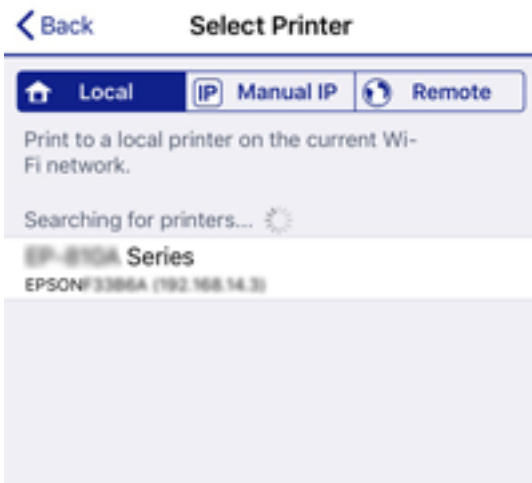 Back Select Printer
Local IP Manual IP Remote
Print to a local printer on the current Wi-
Fi network.
Searching for printers...
Series
EPSON